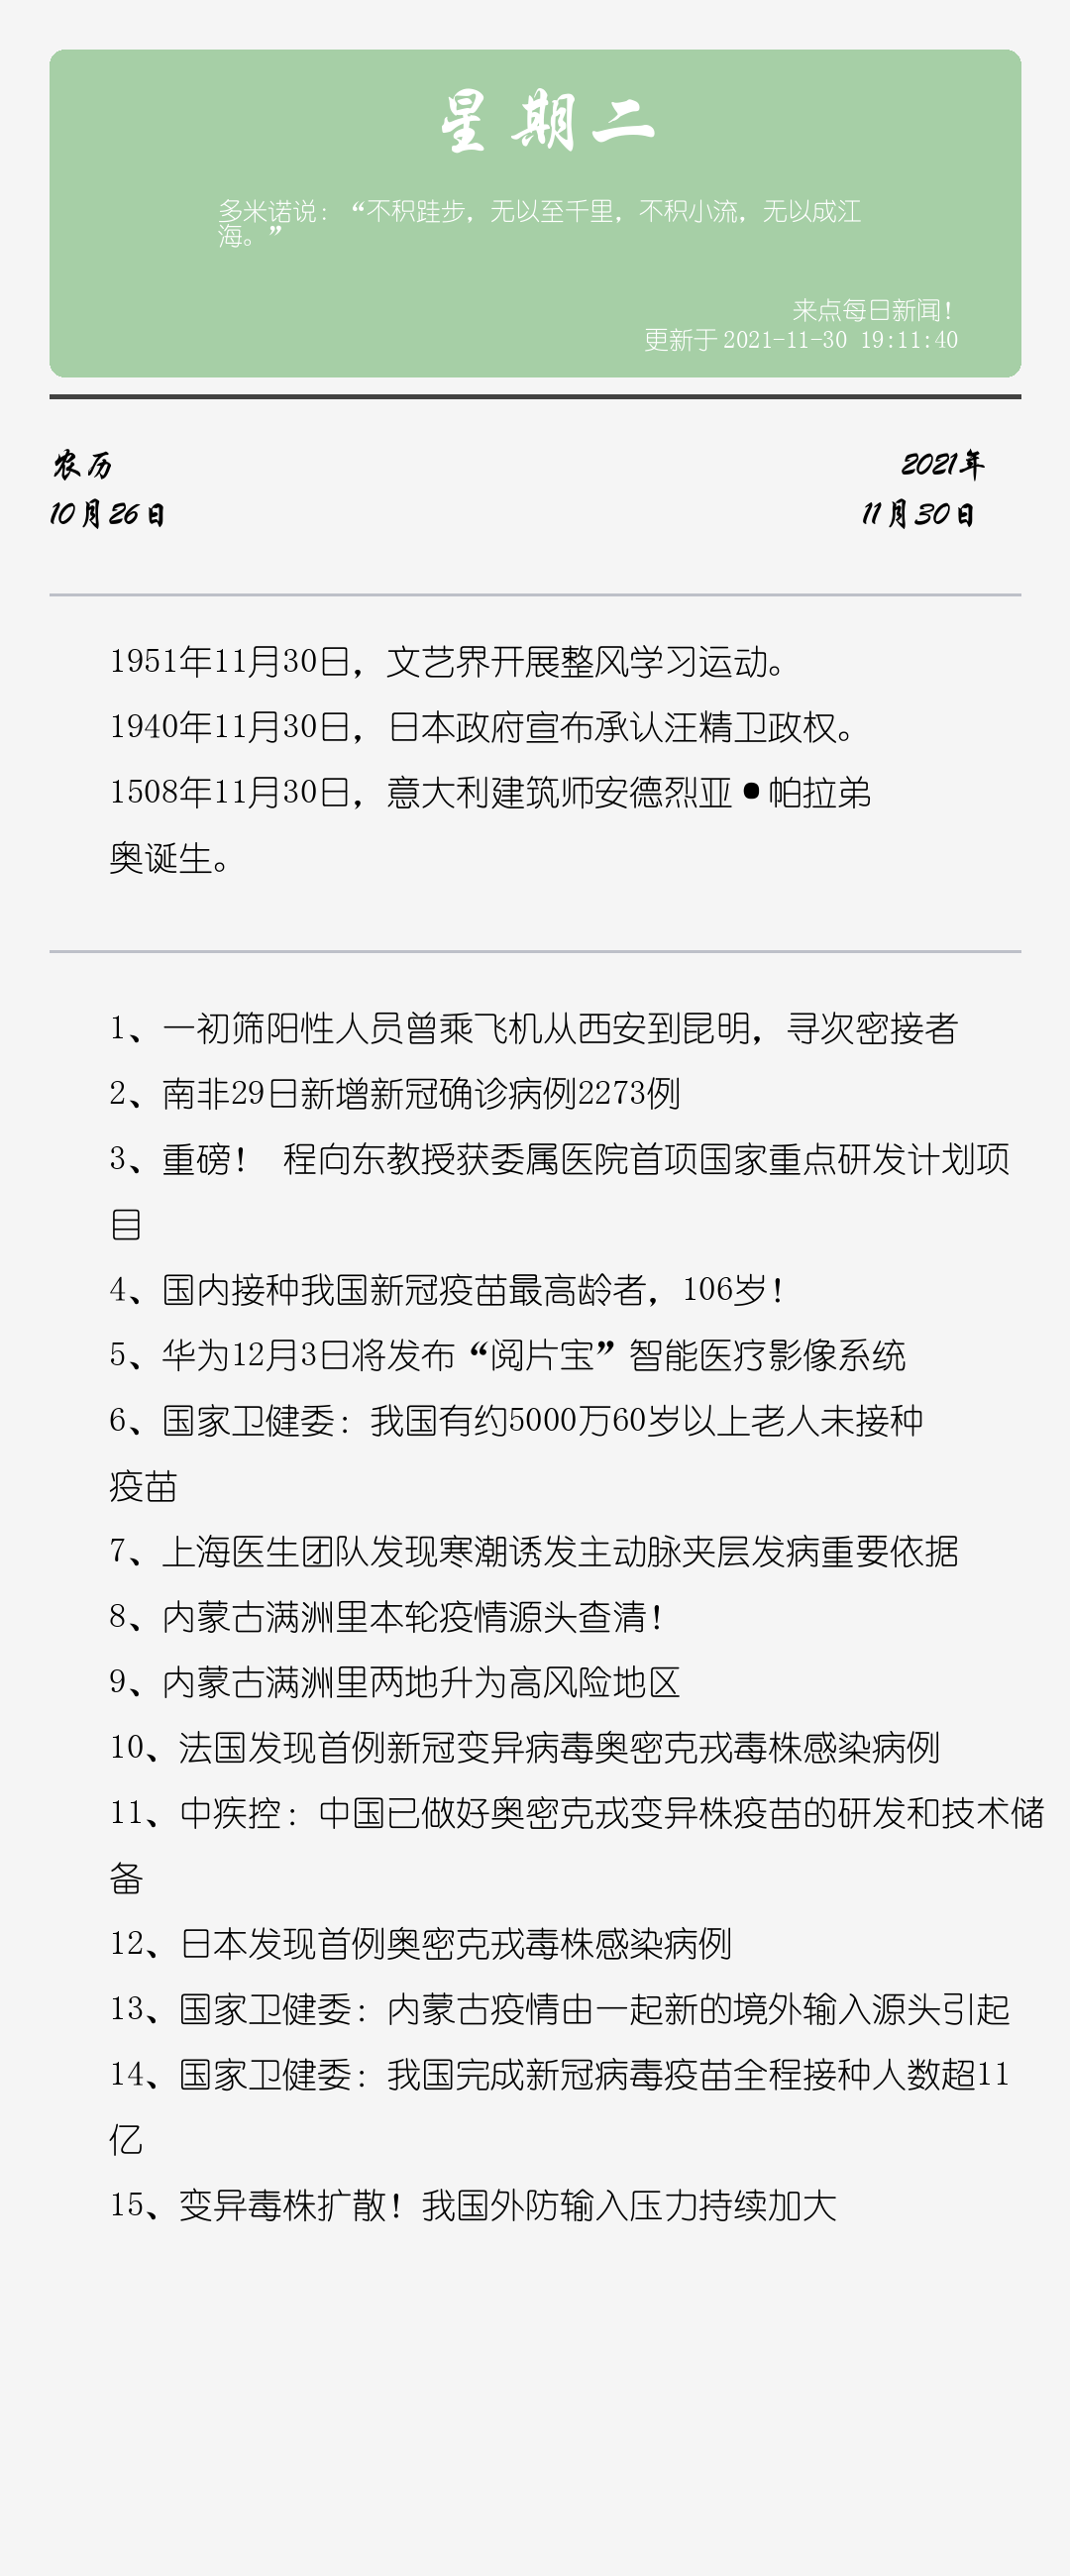 星期二
多米诺说：“不积跬步，无以至千里，不积小流，无以成江
海。”
来点每日新闻！
更新于 2021-11-30 19:11:40
农历
10月26日
2021年
11月30日
1951年11月30日，文艺界开展整风学习运动。
1940年11月30日，日本政府宣布承认汪精卫政权。
1508年11月30日，意大利建筑师安德烈亚•帕拉弟
奥诞生。
1、一初筛阳性人员曾乘飞机从西安到昆明，寻次密接者
2、南非29日新增新冠确诊病例2273例
3、重磅！ 程向东教授获委属医院首项国家重点研发计划项
目
4、国内接种我国新冠疫苗最高龄者，106岁！
5、华为12月3日将发布“阅片宝”智能医疗影像系统
6、国家卫健委：我国有约5000万60岁以上老人未接种
疫苗
7、上海医生团队发现寒潮诱发主动脉夹层发病重要依据
8、内蒙古满洲里本轮疫情源头查清！
9、内蒙古满洲里两地升为高风险地区
10、法国发现首例新冠变异病毒奥密克戎毒株感染病例
11、中疾控：中国已做好奥密克戎变异株疫苗的研发和技术储
备
12、日本发现首例奥密克戎毒株感染病例
13、国家卫健委：内蒙古疫情由一起新的境外输入源头引起
14、国家卫健委：我国完成新冠病毒疫苗全程接种人数超11
亿
15、变异毒株扩散！我国外防输入压力持续加大